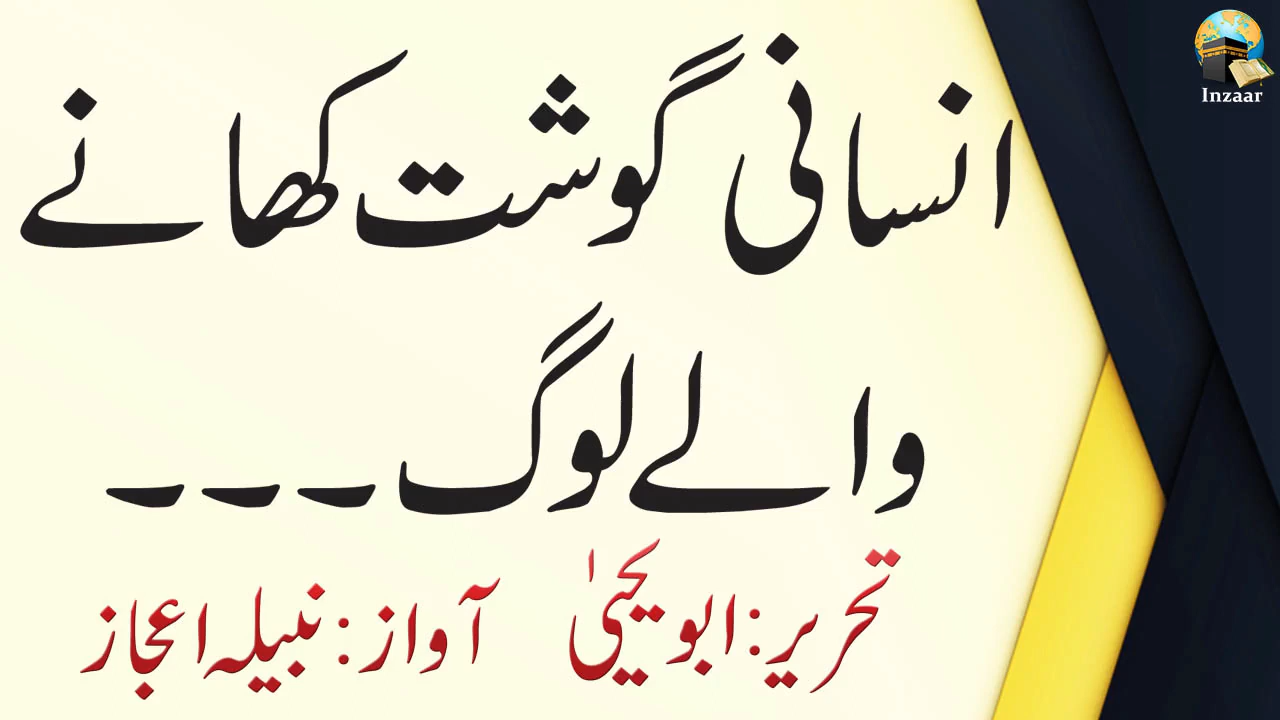 Inzaar
انسانی گوشت کھانے
والے لوگ۔۔۔
تحریر: ابویحییٰ آواز: نبیلہ اعجاز